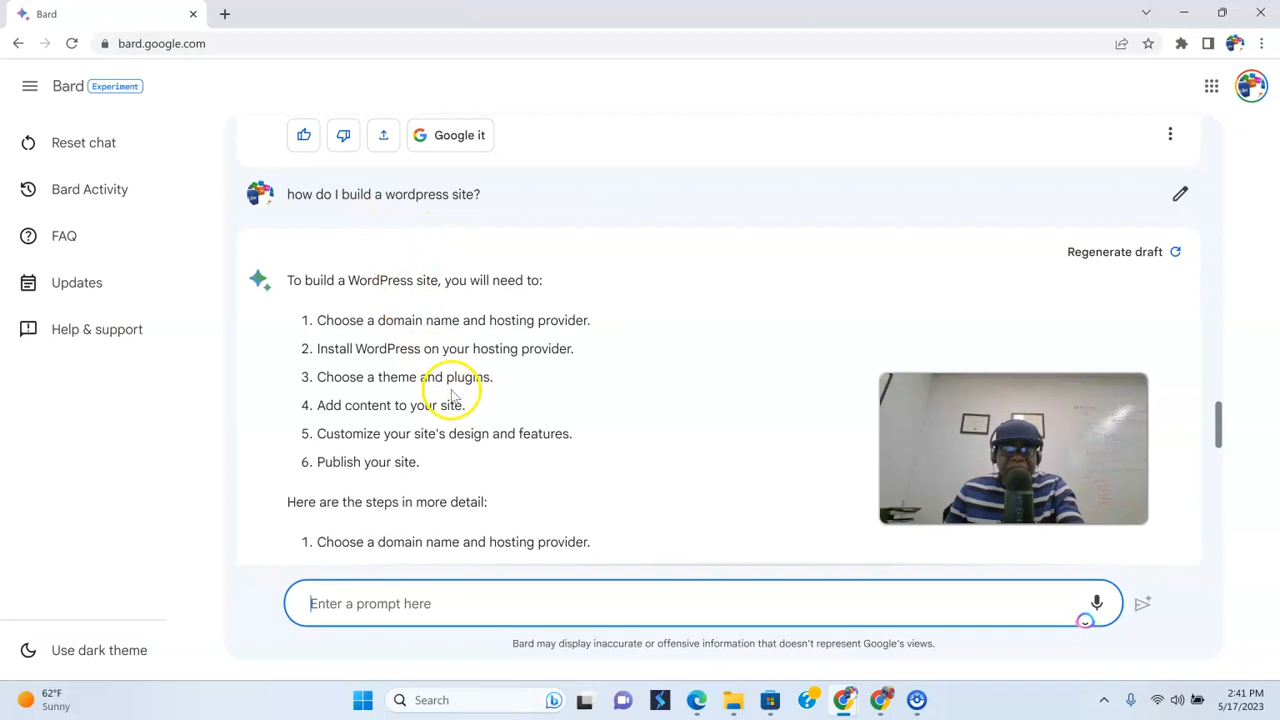 Bard
bard.google.com
Bard Experiment
Reset chat
Bard Activity
FAQ
Updates
Help & support
Use dark theme
Google it
how do I build a wordpress site?
Regenerate draft
To build a WordPress site, you will need to:
1. Choose a domain name and hosting provider.
2. Install WordPress on your hosting provider.
3. Choose a theme and plugins.
4. Add content to your site.
5. Customize your site's design and features.
6. Publish your site.
Here are the steps in more detail:
1. Choose a domain name and hosting provider.
Enter a prompt here
Bard may display inaccurate or offensive information that doesn't represent Google's views.
62°F
Sunny
Search
2:41 PM
5/17/2023